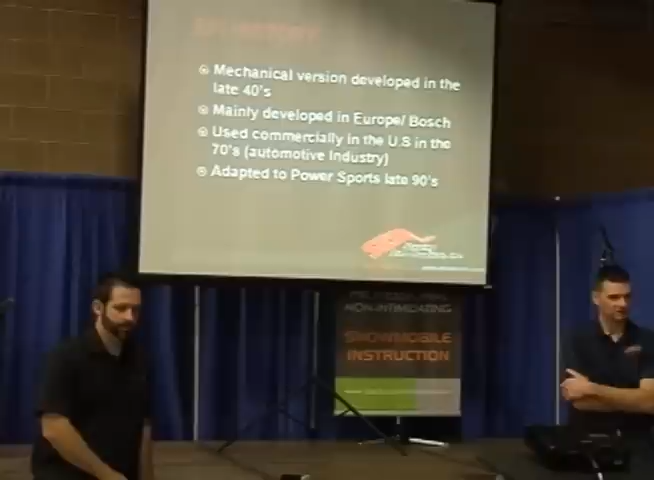 Mechanical version developed in the
late 40's
Mainly developed in Europe/ Bosch
Used commercially in the U.S in the
70's (automotive Industry)
Adapted to Power Sports late 90's
NON-INTIMIDATING
SNOWMOBILE
INSTRUCTION